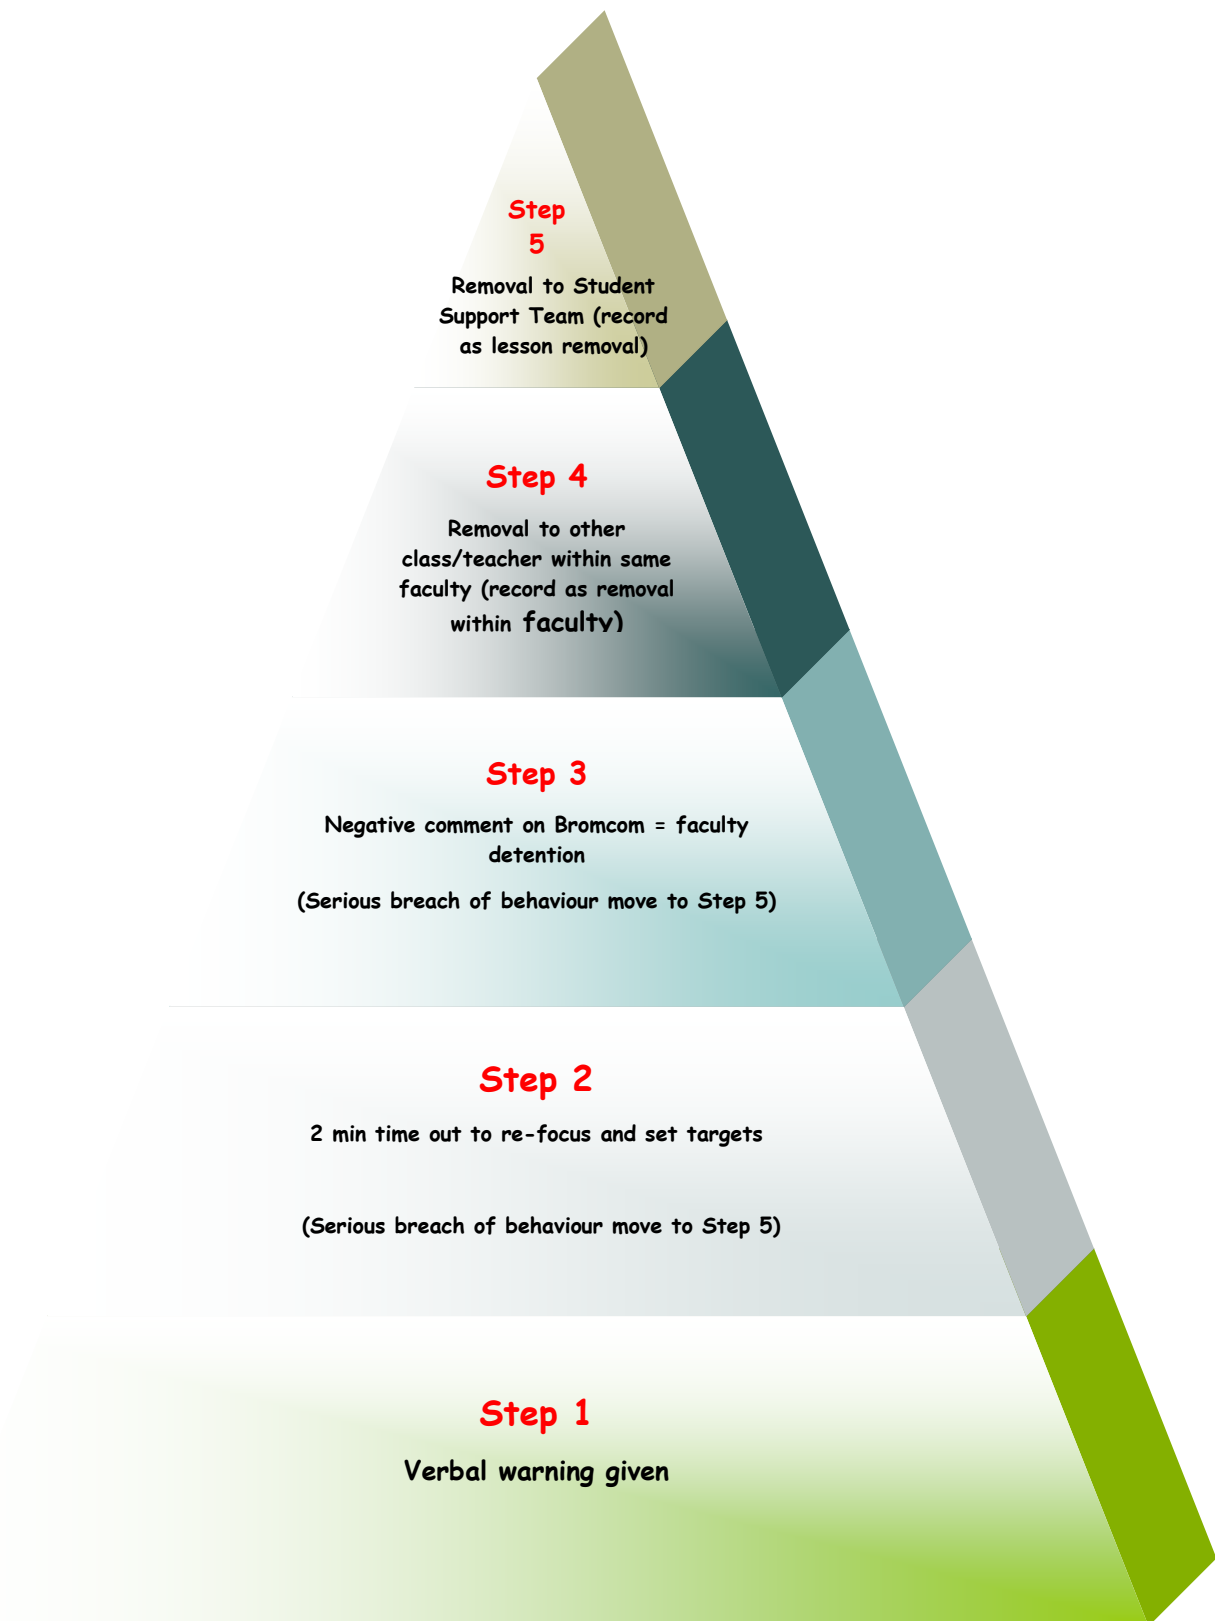 Step
5
Removal to Student
Support Team (record
as lesson removal)
Step 4
Removal to other
class/teacher within same
faculty (record as removal
within faculty)
Step 3
Negative comment on Bromcom = faculty
detention
(Serious breach of behaviour move to Step 5)
Step 2
2 min time out to re-focus and set targets
(Serious breach of behaviour move to Step 5)
Step 1
Verbal warning given